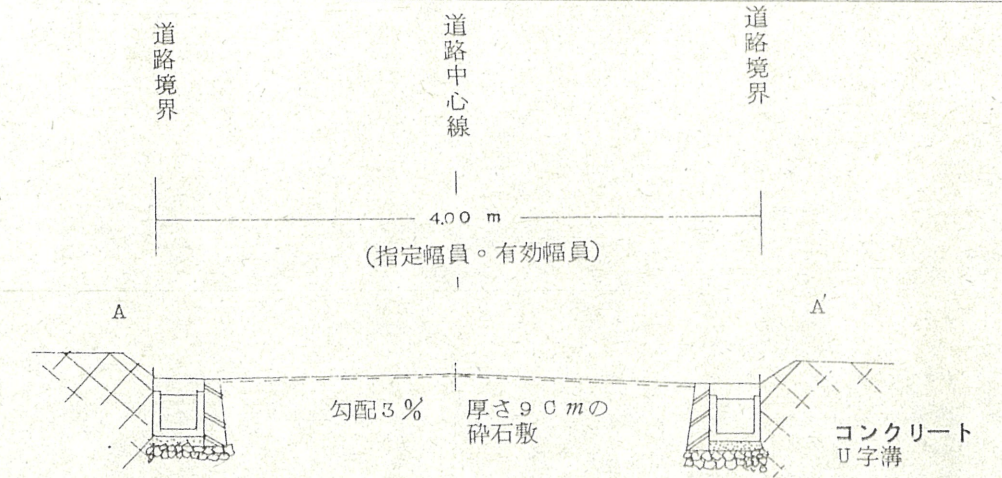 道路境界
道路中心線
道路境界
4.00 m
(指定幅員。有効幅員)
A
A′
勾配3%
厚さ9Cmの
砕石敷
コンクリート
U字溝